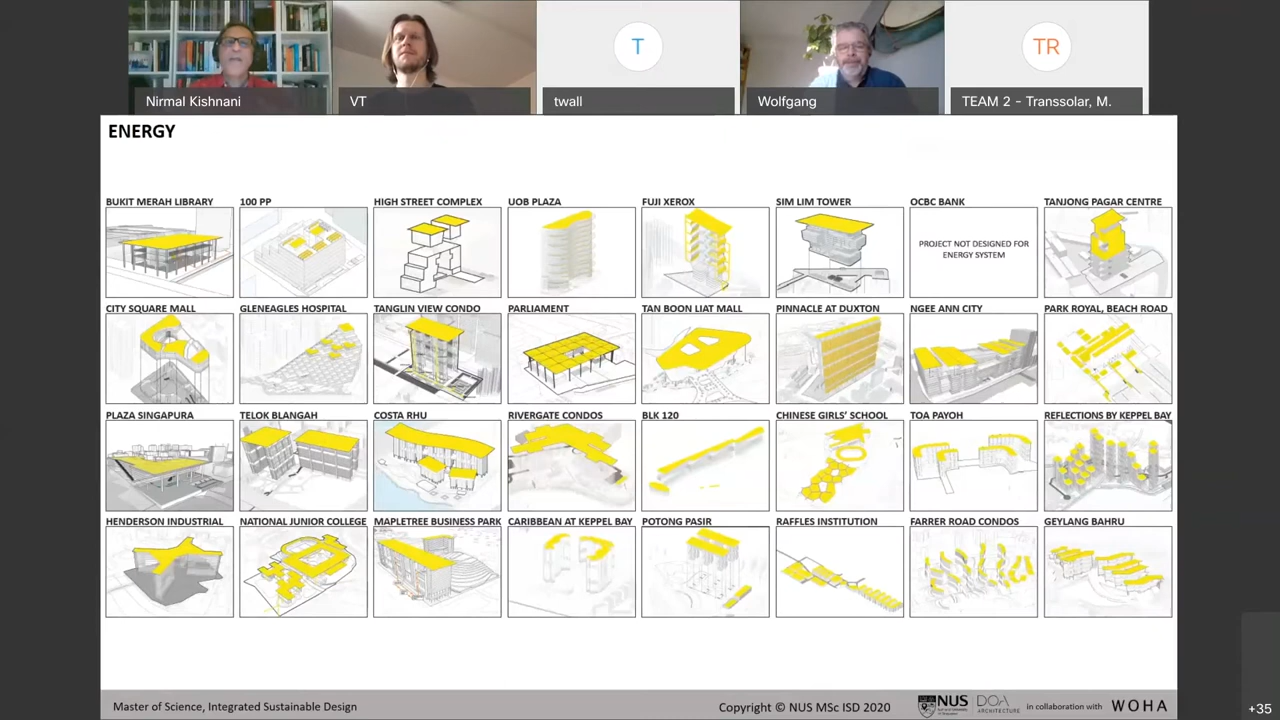 T
TR
Nirmal Kishnani
VT
twall
Wolfgang
TEAM 2 - Transsolar, M.
ENERGY
BUKIT MERAH LIBRARY
100 PP
HIGH STREET COMPLEX
UOB PLAZA
FUJI XEROX
SIM LIM TOWER
OCBC BANK
TANJONG PAGAR CENTRE
PROJECT NOT DESIGNED FOR
ENERGY SYSTEM
CITY SQUARE MALL
GLENEAGLES HOSPITAL
TANGLIN VIEW CONDO
PARLIAMENT
TAN BOON LIAT MALL
PINNACLE AT DUXTON
NGEE ANN CITY
PARK ROYAL, BEACH ROAD
PLAZA SINGAPURA
TELOK BLANGAH
COSTA RHU
RIVERGATE CONDOS
BLK 120
CHINESE GIRLS' SCHOOL
TOA PAYOH
REFLECTIONS BY KEPPEL BAY
HENDERSON INDUSTRIAL
NATIONAL JUNIOR COLLEGE
MAPLETREE BUSINESS PARK
CARIBBEAN AT KEPPEL BAY
POTONG PASIR
RAFFLES INSTITUTION
FARRER ROAD CONDOS
GEYLANG BAHRU
Master of Science, Integrated Sustainable Design
Copyright © NUS MSc ISD 2020
NUS
DOA
ARCHITECTURE
in collaboration with
WOHA
+35